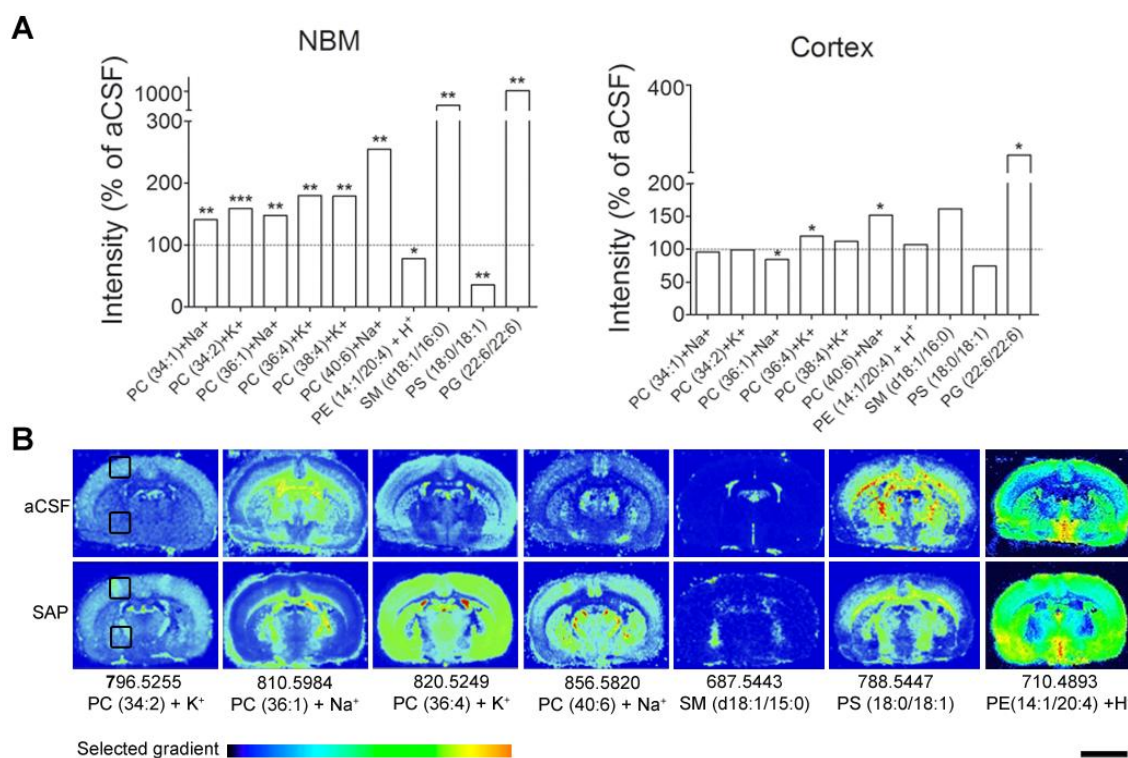 A
NBM
Intensity (% of aCSF)
1000
300
200
100
0
** *** ** ** ** ** * ** ** **
PC (34:1)+Na+
PC (34:2)+K+
PC (36:1)+Na+
PC (36:4)+K+
PC (38:4)+K+
PC (40:6)+Na+
PE (14:1/20:4) + H+
SM (d18:1/16:0)
PS (18:0/18:1)
PG (22:6/22:6)
Cortex
Intensity (% of aCSF)
400
200
150
100
50
0
* * * *
PC (34:1)+Na+
PC (34:2)+K+
PC (36:1)+Na+
PC (36:4)+K+
PC (38:4)+K+
PC (40:6)+Na+
PE (14:1/20:4) + H+
SM (d18:1/16:0)
PS (18:0/18:1)
PG (22:6/22:6)
B
aCSF
SAP
796.5255 810.5984 820.5249 856.5820 687.5443 788.5447 710.4893
PC (34:2) + K+ PC (36:1) + Na+ PC (36:4) + K+ PC (40:6) + Na+ SM (d18:1/15:0) PS (18:0/18:1) PE(14:1/20:4) +H
Selected gradient